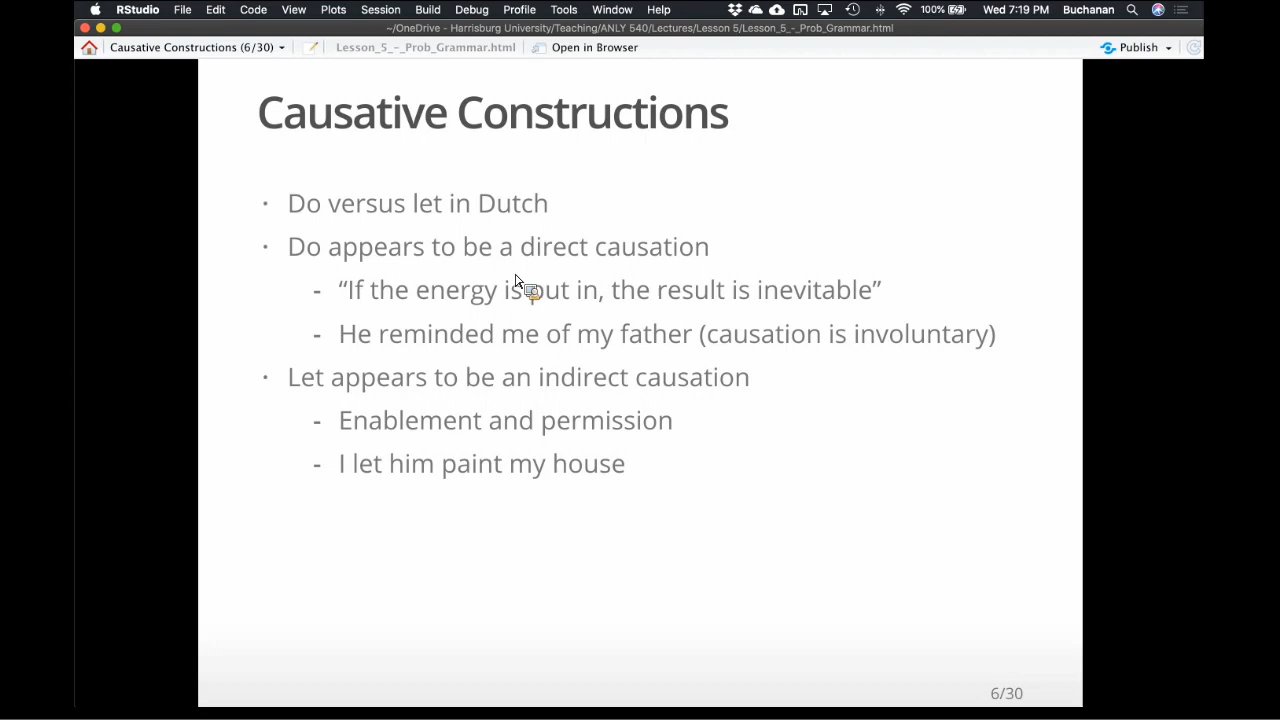 RStudio File Edit Code View Plots Session Build Debug Profile Tools Window Help 100% Wed 7:19 PM Buchanan
~/OneDrive - Harrisburg University/Teaching/ANLY 540/Lectures/Lesson 5/Lesson_5_-_Prob_Grammar.html
Causative Constructions (6/30) Lesson_5_-_Prob_Grammar.html Open in Browser Publish
Causative Constructions
· Do versus let in Dutch
· Do appears to be a direct causation
- “If the energy is put in, the result is inevitable”
- He reminded me of my father (causation is involuntary)
· Let appears to be an indirect causation
- Enablement and permission
- I let him paint my house
6/30